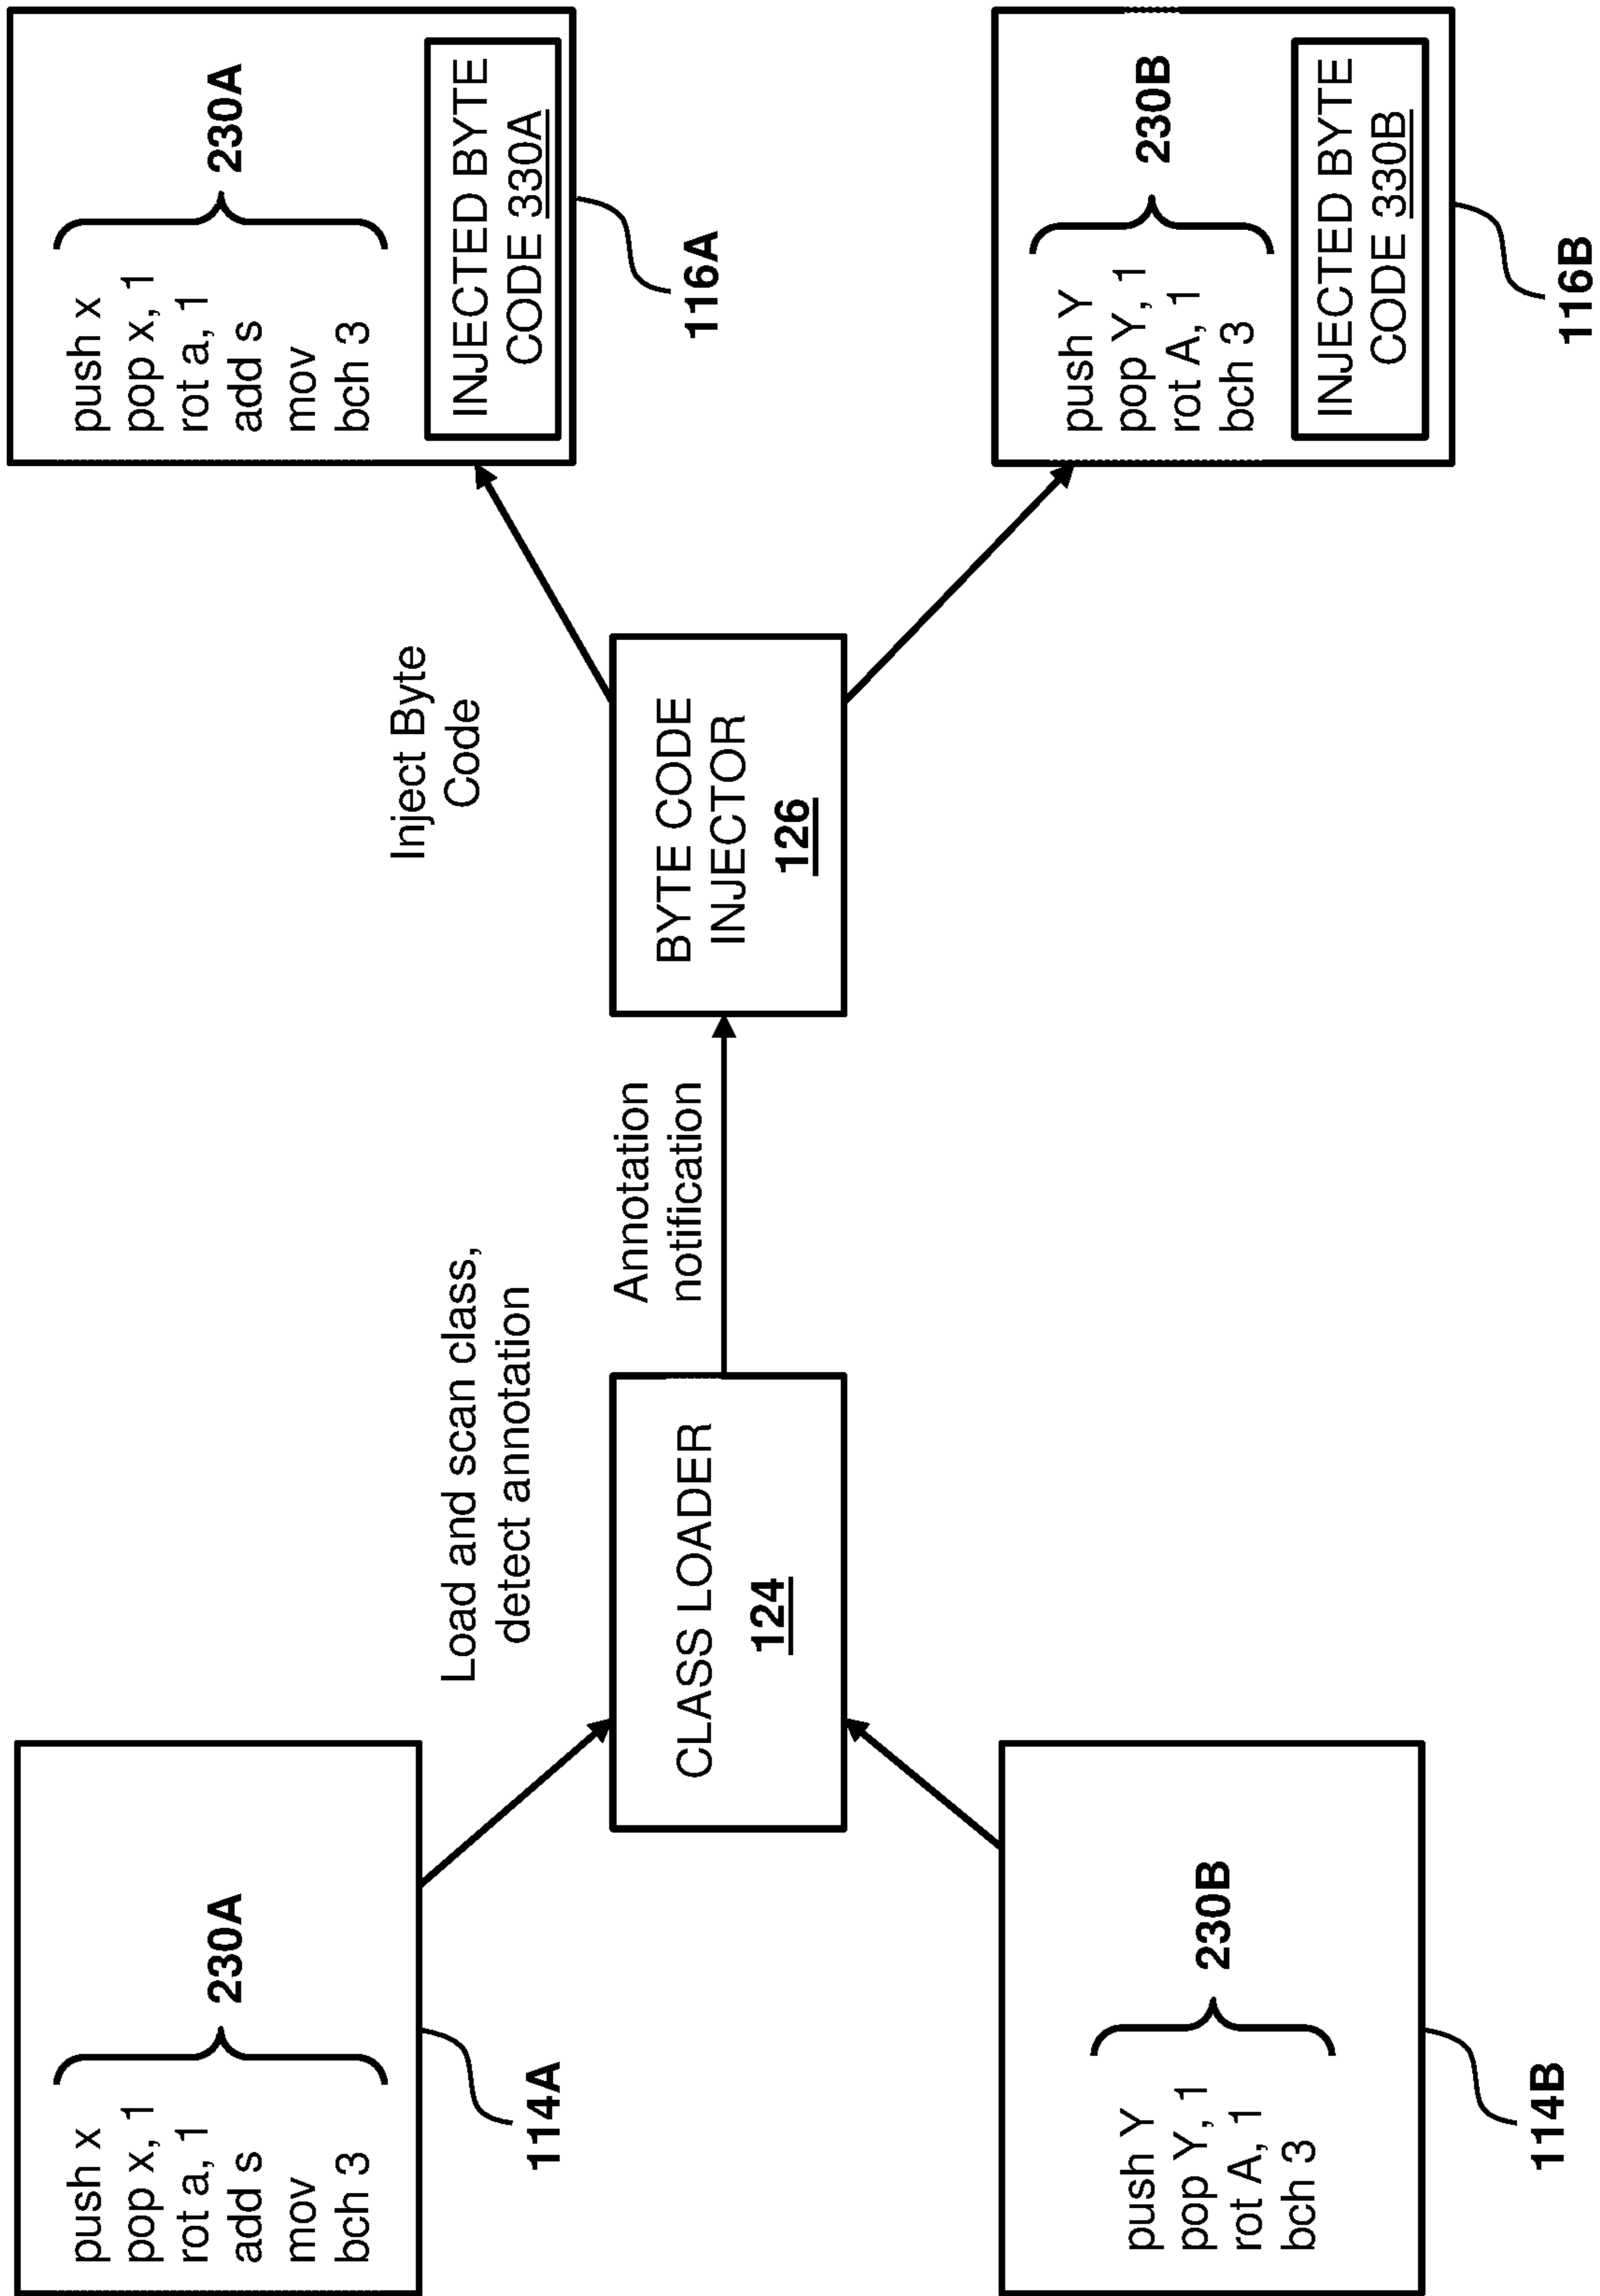 push x
pop x, 1
rot a, 1
add s
mov
bch 3
230A
114A
push Y
pop Y, 1
rot A, 1
bch 3
230B
114B
Load and scan class,
detect annotation
CLASS LOADER
124
Annotation
notification
BYTE CODE
INJECTOR
126
Inject Byte
Code
push x
pop x, 1
rot a, 1
add s
mov
bch 3
230A
INJECTED BYTE
CODE 330A
116A
push Y
pop Y, 1
rot A, 1
bch 3
230B
INJECTED BYTE
CODE 330B
116B